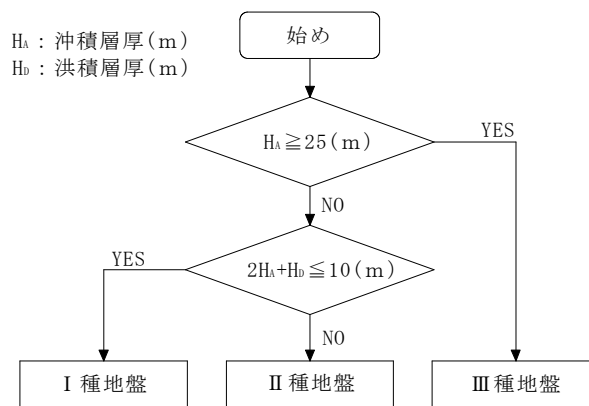 HA：沖積層厚(m)
HD：洪積層厚(m)
始め
HA≧25(m)
YES
NO
YES
2HA+HD≦10(m)
NO
Ⅰ種地盤
Ⅱ種地盤
Ⅲ種地盤